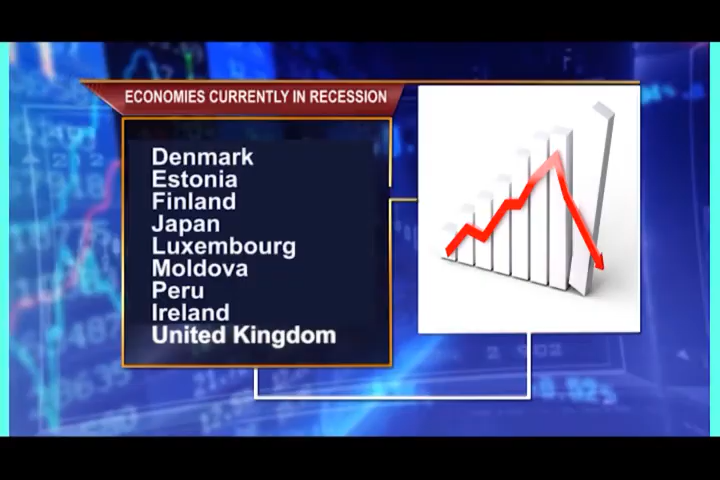 ECONOMIES CURRENTLY IN RECESSION
Denmark
Estonia
Finland
Japan
Luxembourg
Moldova
Peru
Ireland
United Kingdom